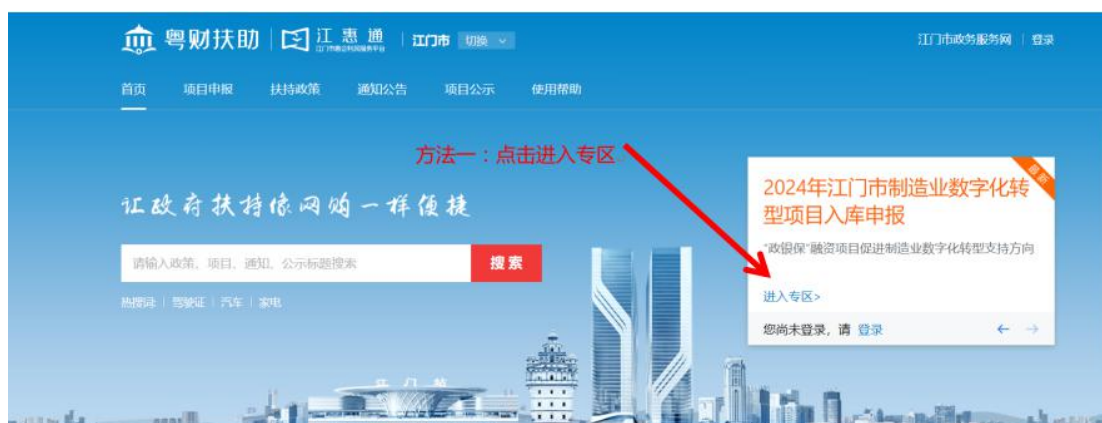 粤财扶助 江惠通 江门市 切换
江门市政务服务网 登录
首页 项目申报 扶持政策 通知公告 项目公示 使用帮助
方法一：点击进入专区
让政府扶持像网购一样便捷
请输入政策、项目、通知、公示标题搜索 搜索
热搜词 驾驶证 汽车 家电
最新
2024年江门市制造业数字化转
型项目入库申报
“政银保”融资项目促进制造业数字化转型支持方向
进入专区>
您尚未登录，请 登录
江门站